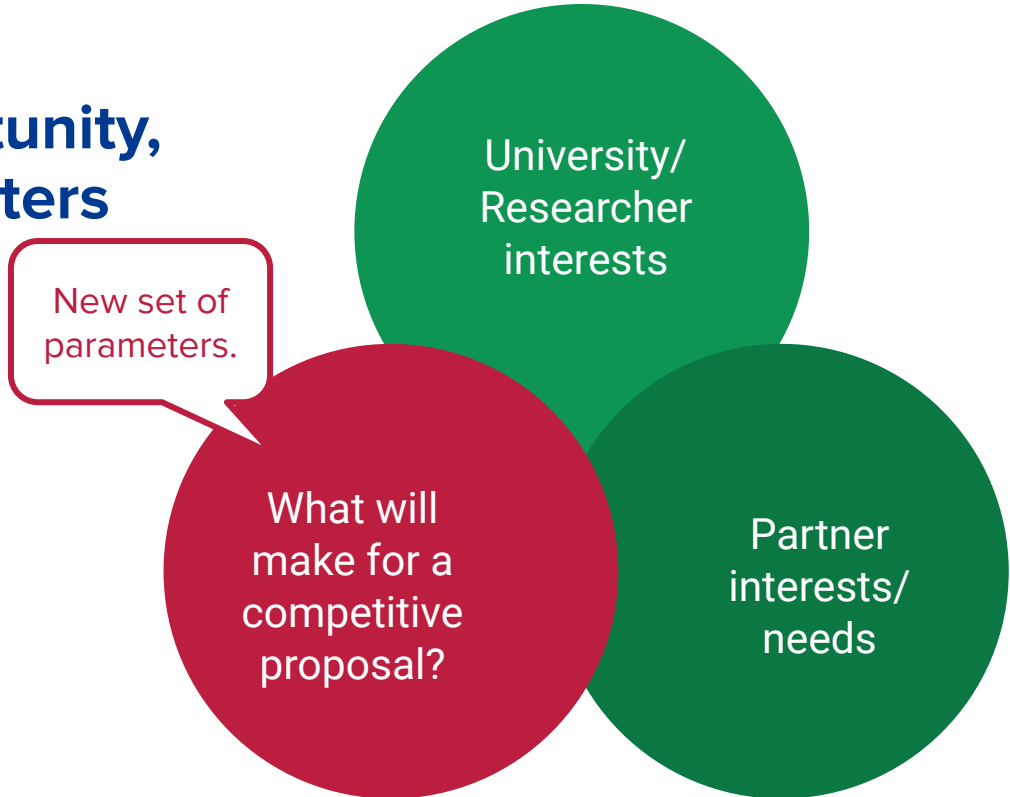 tunity,
ters
University/
Researcher
interests
New set of
parameters.
What will
make for a
competitive
proposal?
Partner
interests/
needs